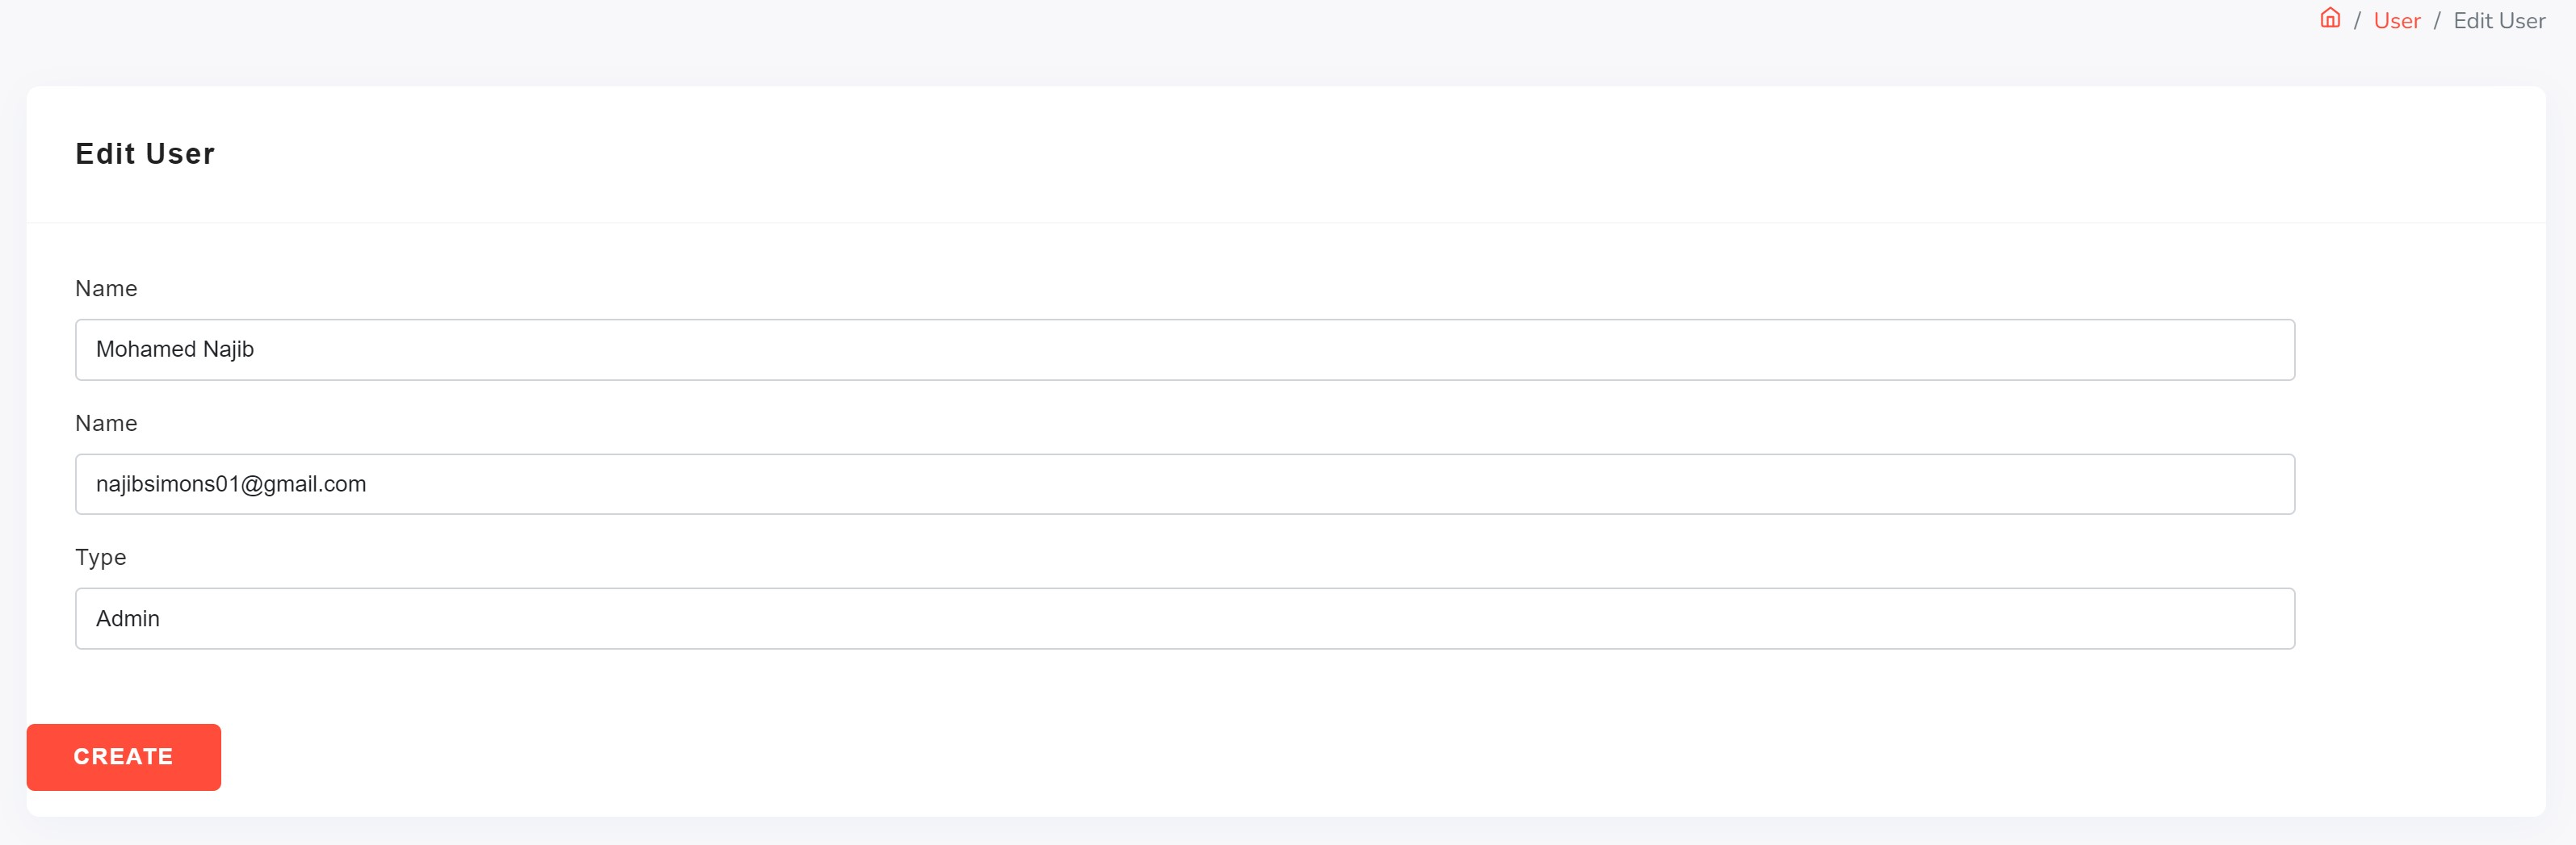 / User / Edit User
Edit User
Name
Mohamed Najib
Name
najibsimons01@gmail.com
Type
Admin
CREATE